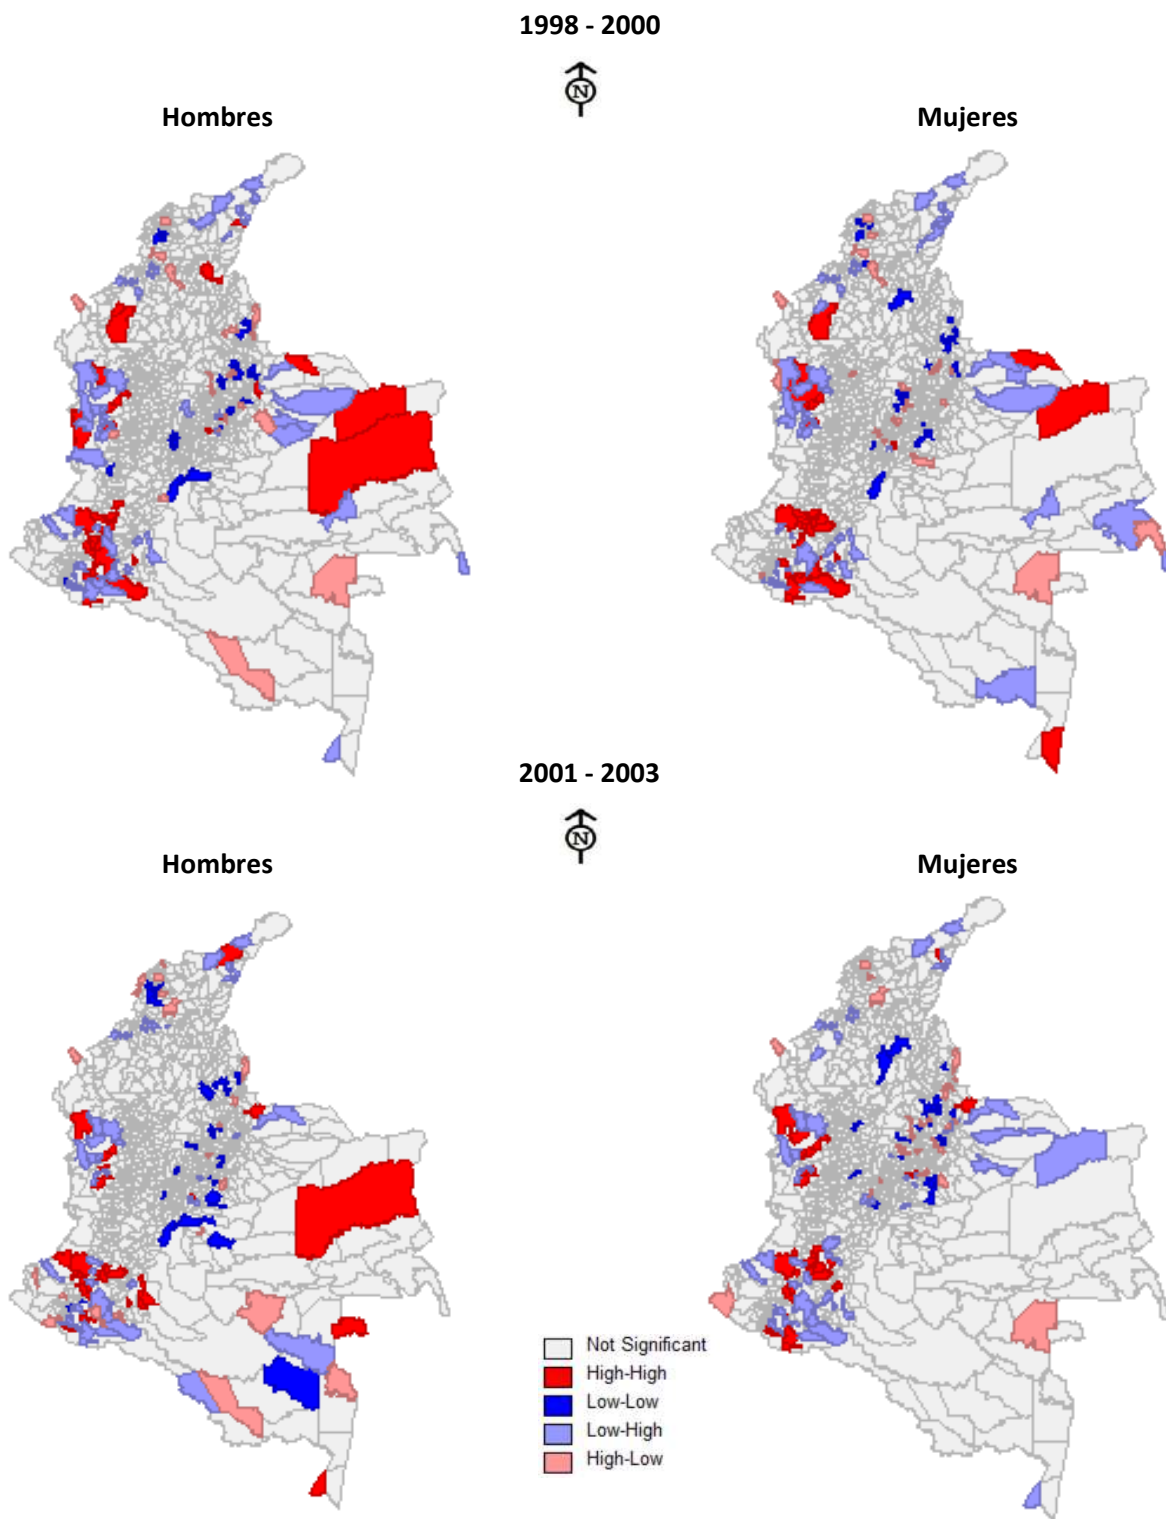 1998 - 2000
N
Hombres
Mujeres
2001 - 2003
N
Hombres
Mujeres
Not Significant
High-High
Low-Low
Low-High
High-Low